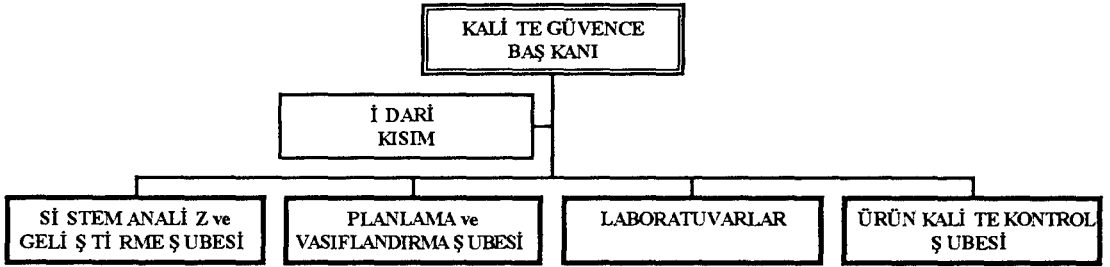 KALİ TE GÜVENCE
BAŞ KANI
İ DARİ
KISIM
Sİ STEM ANALİ Z ve
GELİ Ş Tİ RME Ş UBESİ
PLANLAMA ve
VASIFLANDIRMA Ş UBESİ
LABORATUVARLAR
ÜRÜN KALİ TE KONTROL
Ş UBESİ